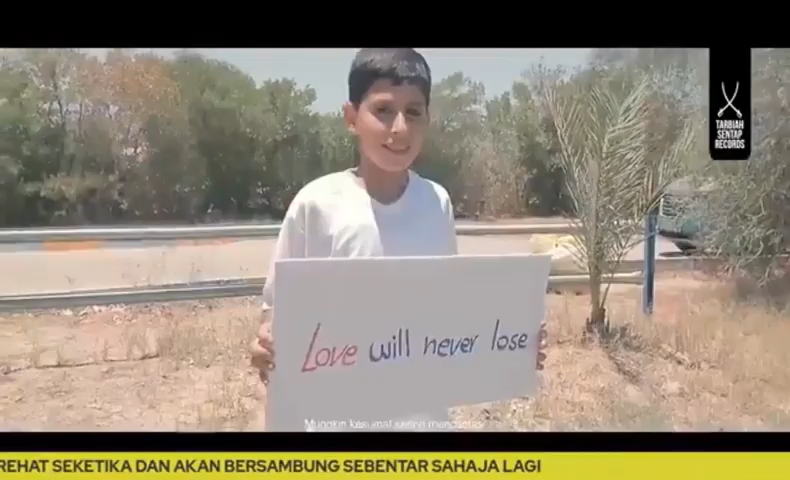 TARBIAH
SENTAP
RECORDS
Love will never lose
REHAT SEKETIKA DAN AKAN BERSAMBUNG SEBENTAR SAHAJA LAGI